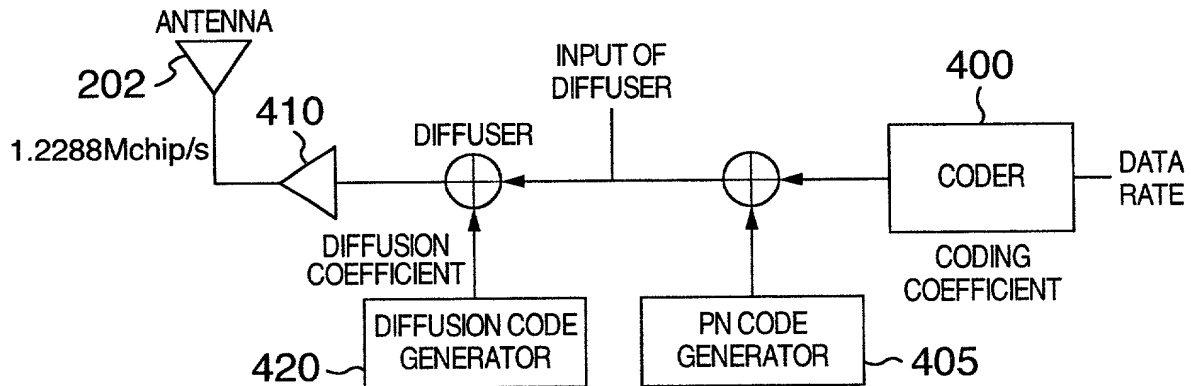 ANTENNA
202
1.2288Mchip/s
410
DIFFUSER
INPUT OF
DIFFUSER
400
CODER
DATA
RATE
CODING
COEFFICIENT
DIFFUSION
COEFFICIENT
DIFFUSION CODE
GENERATOR
420
PN CODE
GENERATOR
405